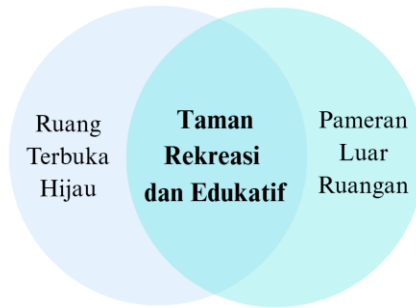 Ruang
Terbuka
Hijau
Taman
Rekreasi
dan Edukatif
Pameran
Luar
Ruangan